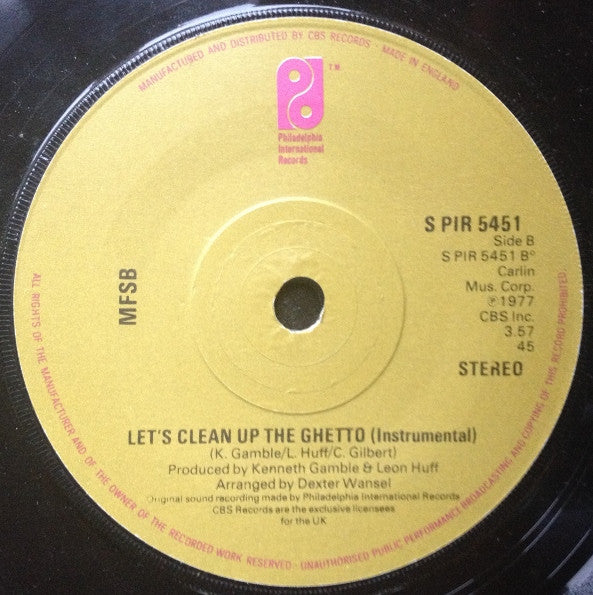 MANUFACTURED AND DISTRIBUTED BY CBS RECORDS · MADE IN ENGLAND
TM
Philadelphia
International
Records
S PIR 5451
Side B
S PIR 5451 B°
Carlin
Mus. Corp.
℗1977
CBS Inc.
3.57
45
STEREO
MFSB
LET'S CLEAN UP THE GHETTO (Instrumental)
(K. Gamble/L. Huff/C. Gilbert)
Produced by Kenneth Gamble & Leon Huff
Arranged by Dexter Wansel
Original sound recording made by Philadelphia International Records
CBS Records are the exclusive licensees
for the UK
ALL RIGHTS OF THE MANUFACTURER AND OF THE OWNER OF THE RECORDED WORK RESERVED · UNAUTHORISED PUBLIC PERFORMANCE BROADCASTING AND COPYING OF THIS RECORD PROHIBITED